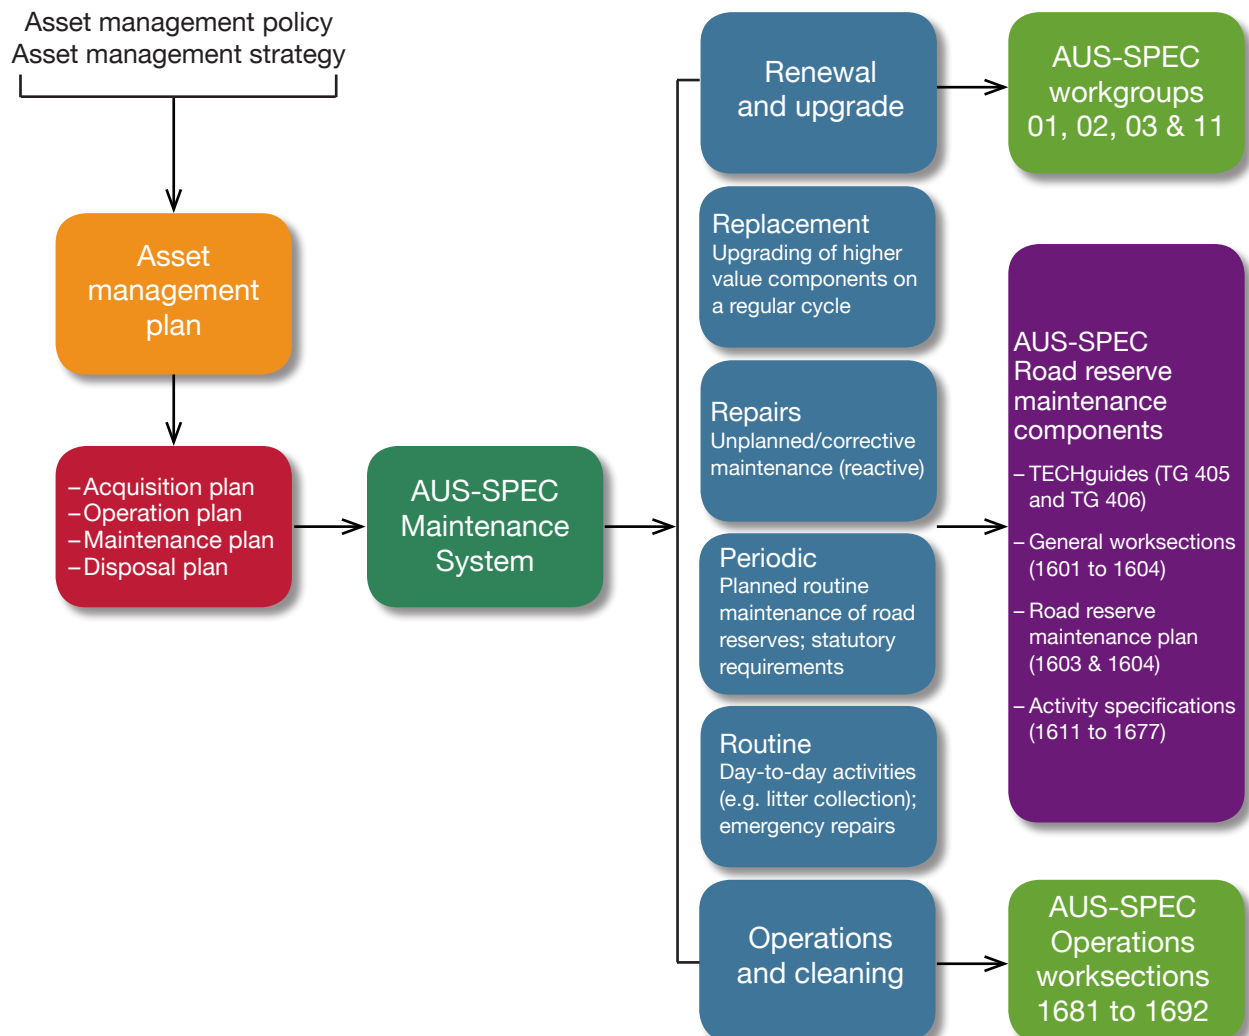 Asset management policy
Asset management strategy
Asset
management
plan
– Acquisition plan
– Operation plan
– Maintenance plan
– Disposal plan
AUS-SPEC
Maintenance
System
Renewal
and upgrade
Replacement
Upgrading of higher
value components on
a regular cycle
Repairs
Unplanned/corrective
maintenance (reactive)
Periodic
Planned routine
maintenance of road
reserves; statutory
requirements
Routine
Day-to-day activities
(e.g. litter collection);
emergency repairs
Operations
and cleaning
AUS-SPEC
workgroups
01, 02, 03 & 11
AUS-SPEC
Road reserve
maintenance
components
– TECHguides (TG 405
and TG 406)
– General worksections
(1601 to 1604)
– Road reserve
maintenance plan
(1603 & 1604)
– Activity specifications
(1611 to 1677)
AUS-SPEC
Operations
worksections
1681 to 1692